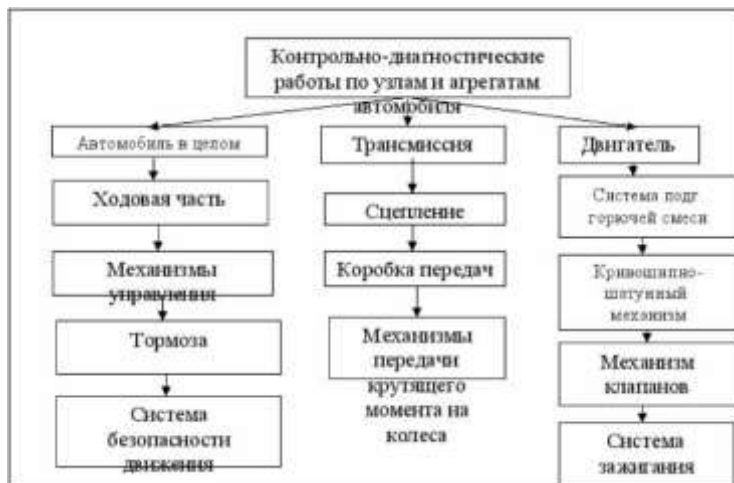 Контрольно-диагностические
работы по узлам и агрегатам
автомобиля
Автомобиль в целом
Ходовая часть
Механизмы
управления
Тормоза
Система
безопасности
движения
Трансмиссия
Сцепление
Коробка передач
Механизмы
передачи
крутящего
момента на
колеса
Двигатель
Система подг
горючей смеси
Кривошипно-
шатунный
механизм
Механизм
клапанов
Система
зажигания